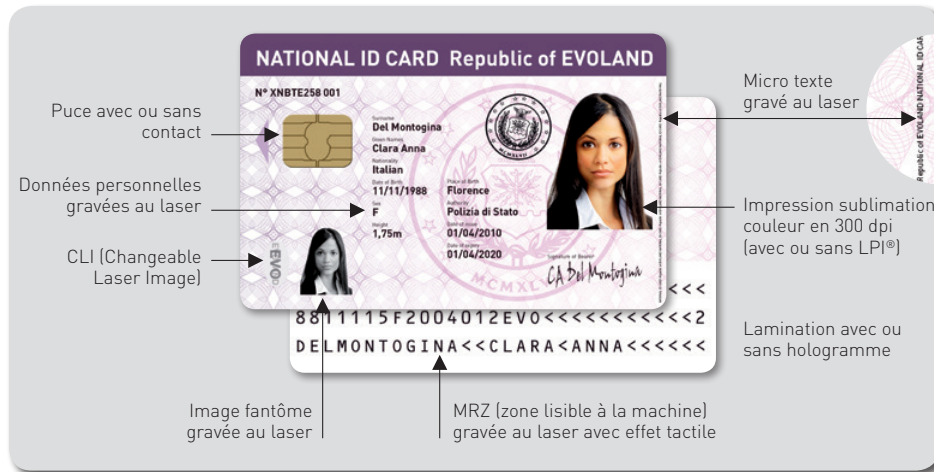 NATIONAL ID CARD Republic of EVOLAND
N° XNBTE258 001
Surname
Del Montogina
Given Names
Clara Anna
Nationality
Italian
Date of Birth
11/11/1988
Place of Birth
Florence
Sex
F
Authority
Polizia di Stato
Height
1,75m
Date of issue
01/04/2010
Date of expiry
01/04/2020
Signature of Bearer
CA Del Montogina
EVO
MCMXLVII
<<
8811115F2004012EVO<<<<<<<<<<<2
DELMONTOGINA<<CLARA<ANNA<<<<<<
Puce avec ou sans
contact
Données personnelles
gravées au laser
CLI (Changeable
Laser Image)
Image fantôme
gravée au laser
MRZ (zone lisible à la machine)
gravée au laser avec effet tactile
Micro texte
gravé au laser
Republic of EVOLAND NATIONAL ID CAR
Impression sublimation
couleur en 300 dpi
(avec ou sans LPI®)
Lamination avec ou
sans hologramme